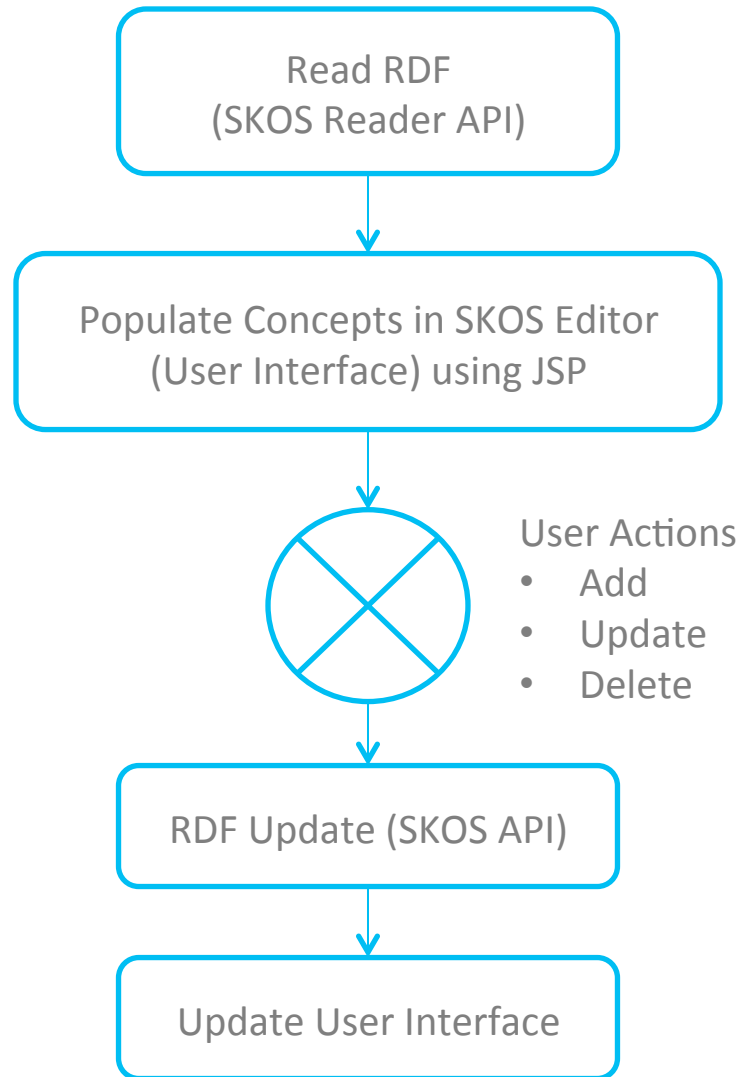 Read RDF
(SKOS Reader API)
Populate Concepts in SKOS Editor
(User Interface) using JSP
User Actions
• Add
• Update
• Delete
RDF Update (SKOS API)
Update User Interface